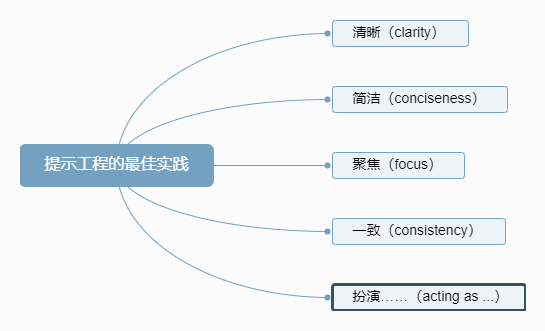 提示工程的最佳实践
清晰（clarity）
简洁（conciseness）
聚焦（focus）
一致（consistency）
扮演……（acting as ...）